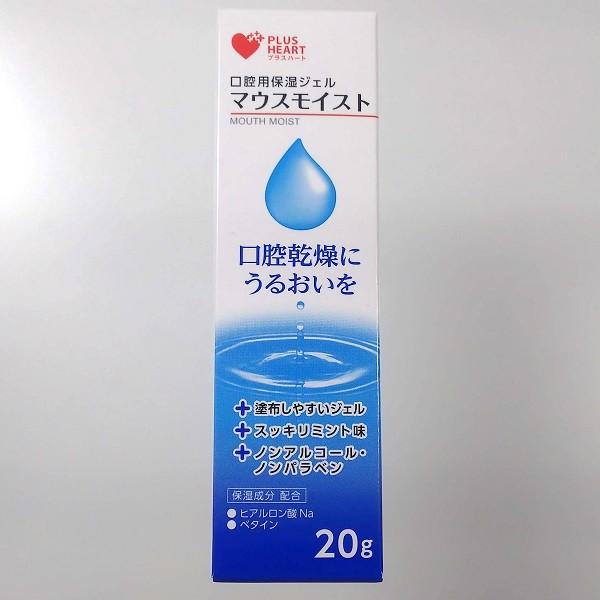 PLUS
HEART
プラスハート
口腔用保湿ジェル
マウスモイスト
MOUTH MOIST
口腔乾燥に
うるおいを
塗布しやすいジェル
スッキリミント味
ノンアルコール・
ノンパラベン
保湿成分 配合
●ヒアルロン酸Na
●ベタイン
20g